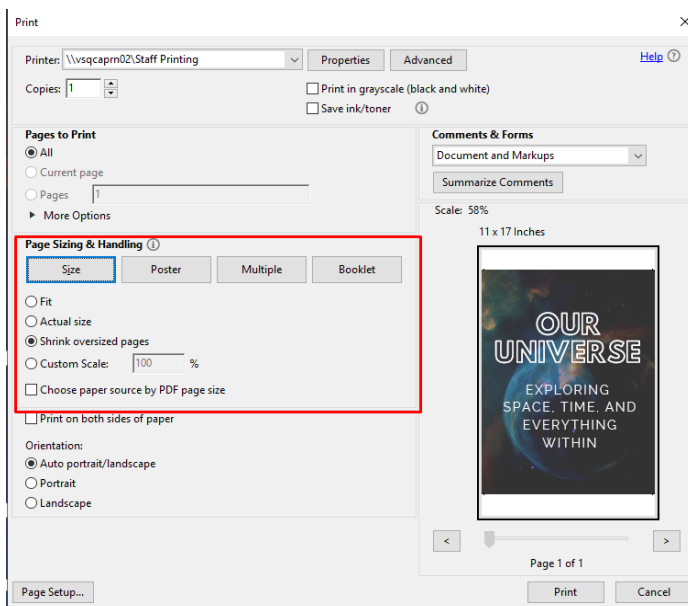 Print
Printer: \\vsqcaprn02\Staff Printing Properties Advanced Help
Copies: 1 Print in grayscale (black and white)
Save ink/toner
Pages to Print
All
Current page
Pages 1
More Options
Comments & Forms
Document and Markups
Summarize Comments
Scale: 58%
11 x 17 Inches
Page Sizing & Handling
Size Poster Multiple Booklet
Fit
Actual size
Shrink oversized pages
Custom Scale: 100 %
Choose paper source by PDF page size
Print on both sides of paper
Orientation:
Auto portrait/landscape
Portrait
Landscape
OUR
UNIVERSE
EXPLORING
SPACE, TIME, AND
EVERYTHING
WITHIN
< >
Page 1 of 1
Page Setup... Print Cancel